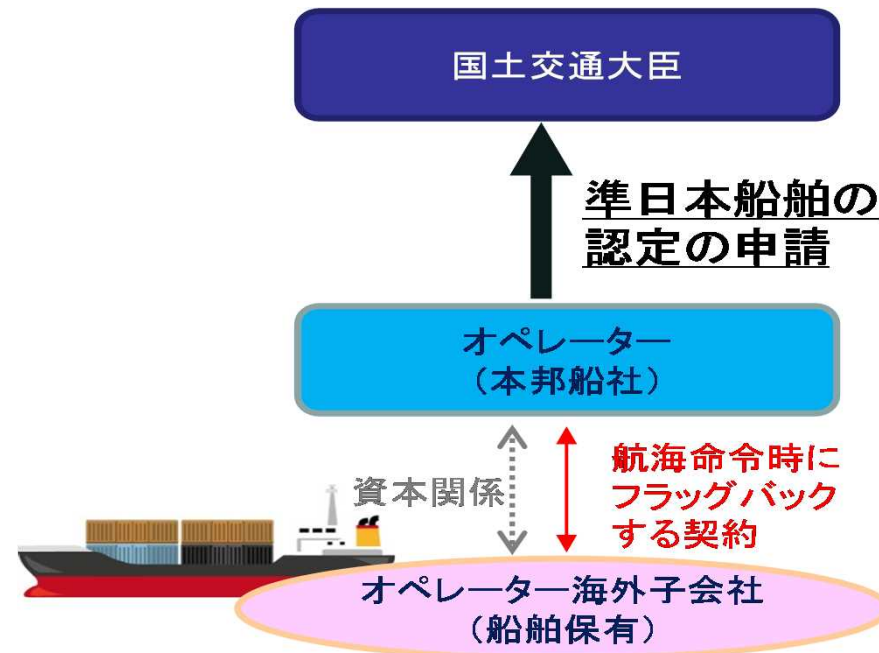 国土交通大臣
準日本船舶の
認定の申請
オペレーター
（本邦船社）
資本関係
航海命令時に
フラッグバック
する契約
オペレーター海外子会社
（船舶保有）